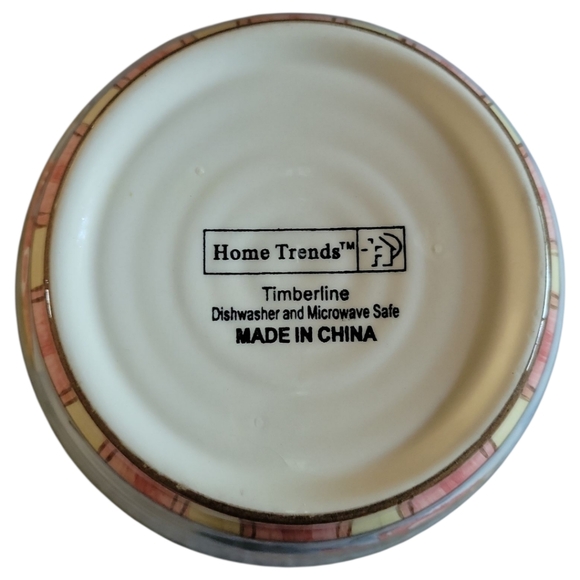 Home Trends™
Timberline
Dishwasher and Microwave Safe
MADE IN CHINA